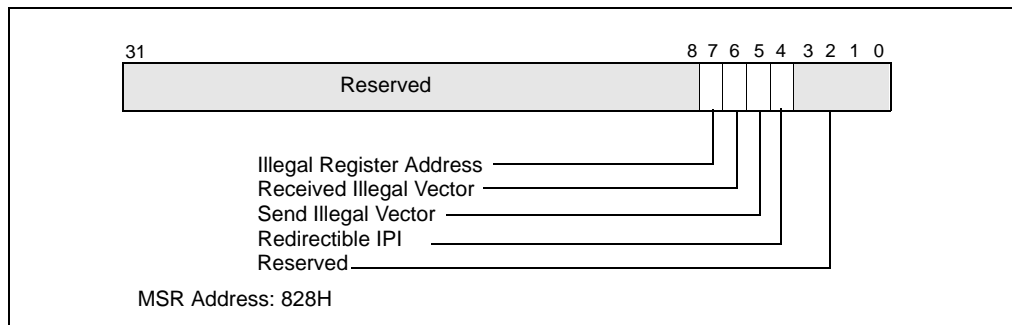 31 8 7 6 5 4 3 2 1 0
Reserved
Illegal Register Address
Received Illegal Vector
Send Illegal Vector
Redirectible IPI
Reserved
MSR Address: 828H